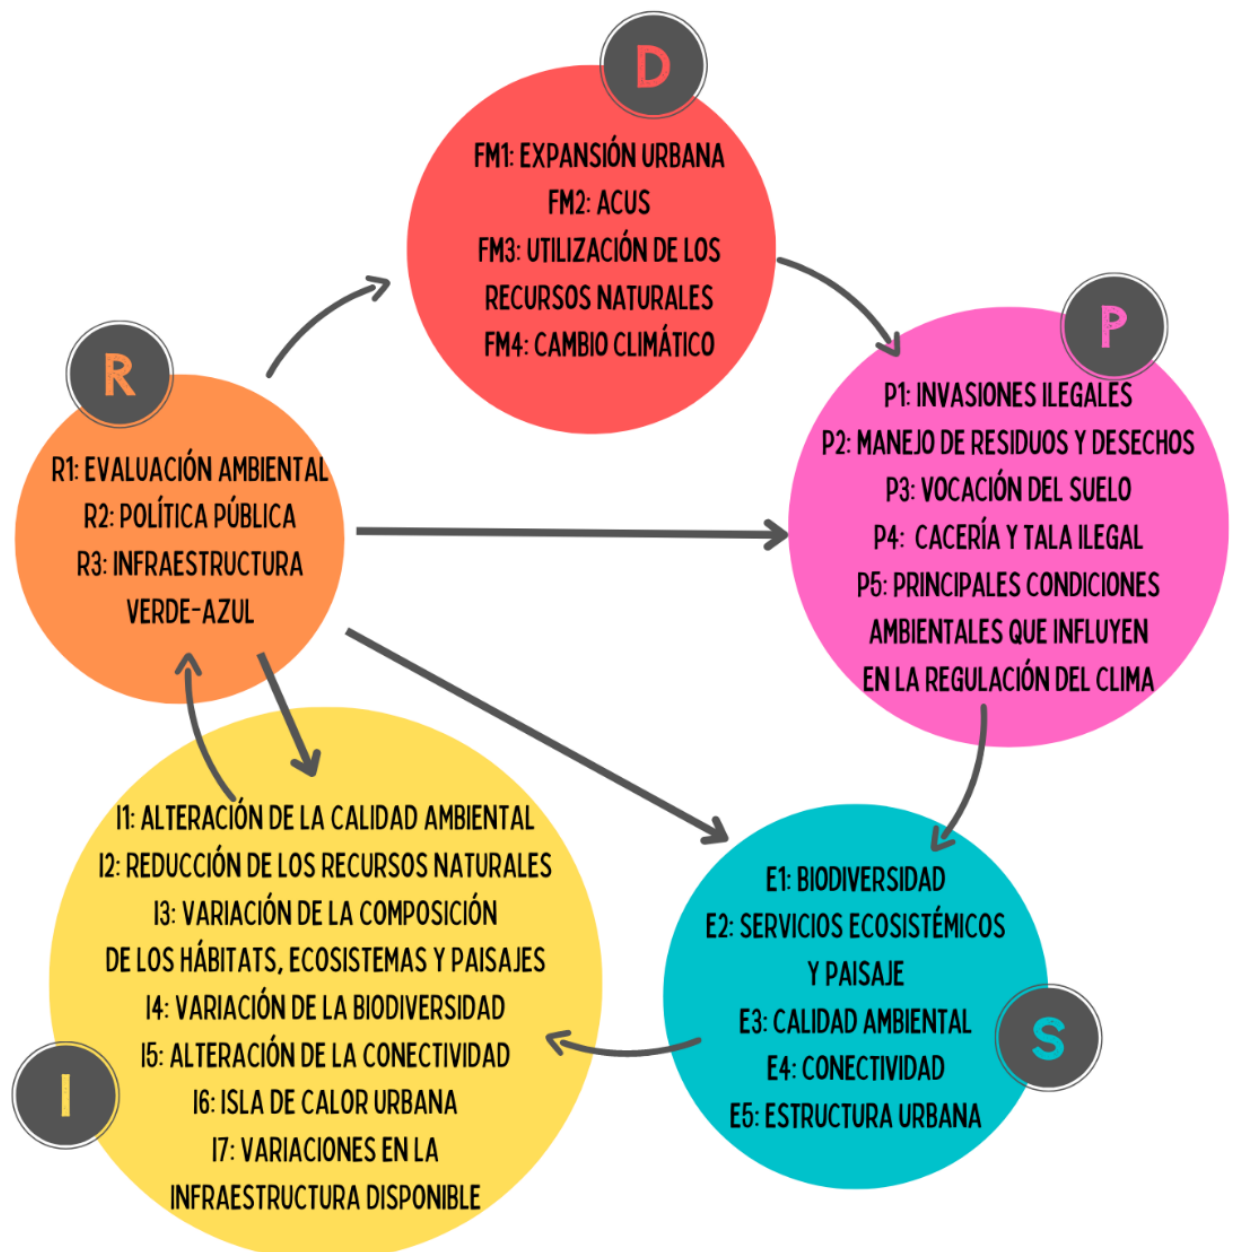 D
FM1: EXPANSIÓN URBANA
FM2: ACUS
FM3: UTILIZACIÓN DE LOS
RECURSOS NATURALES
FM4: CAMBIO CLIMÁTICO
P
P1: INVASIONES ILEGALES
P2: MANEJO DE RESIDUOS Y DESECHOS
P3: VOCACIÓN DEL SUELO
P4: CACERÍA Y TALA ILEGAL
P5: PRINCIPALES CONDICIONES
AMBIENTALES QUE INFLUYEN
EN LA REGULACIÓN DEL CLIMA
R
R1: EVALUACIÓN AMBIENTAL
R2: POLÍTICA PÚBLICA
R3: INFRAESTRUCTURA
VERDE-AZUL
I1: ALTERACIÓN DE LA CALIDAD AMBIENTAL
I2: REDUCCIÓN DE LOS RECURSOS NATURALES
I3: VARIACIÓN DE LA COMPOSICIÓN
DE LOS HÁBITATS, ECOSISTEMAS Y PAISAJES
I4: VARIACIÓN DE LA BIODIVERSIDAD
I5: ALTERACIÓN DE LA CONECTIVIDAD
I6: ISLA DE CALOR URBANA
I7: VARIACIONES EN LA
INFRAESTRUCTURA DISPONIBLE
I
E1: BIODIVERSIDAD
E2: SERVICIOS ECOSISTÉMICOS
Y PAISAJE
E3: CALIDAD AMBIENTAL
E4: CONECTIVIDAD
E5: ESTRUCTURA URBANA
S